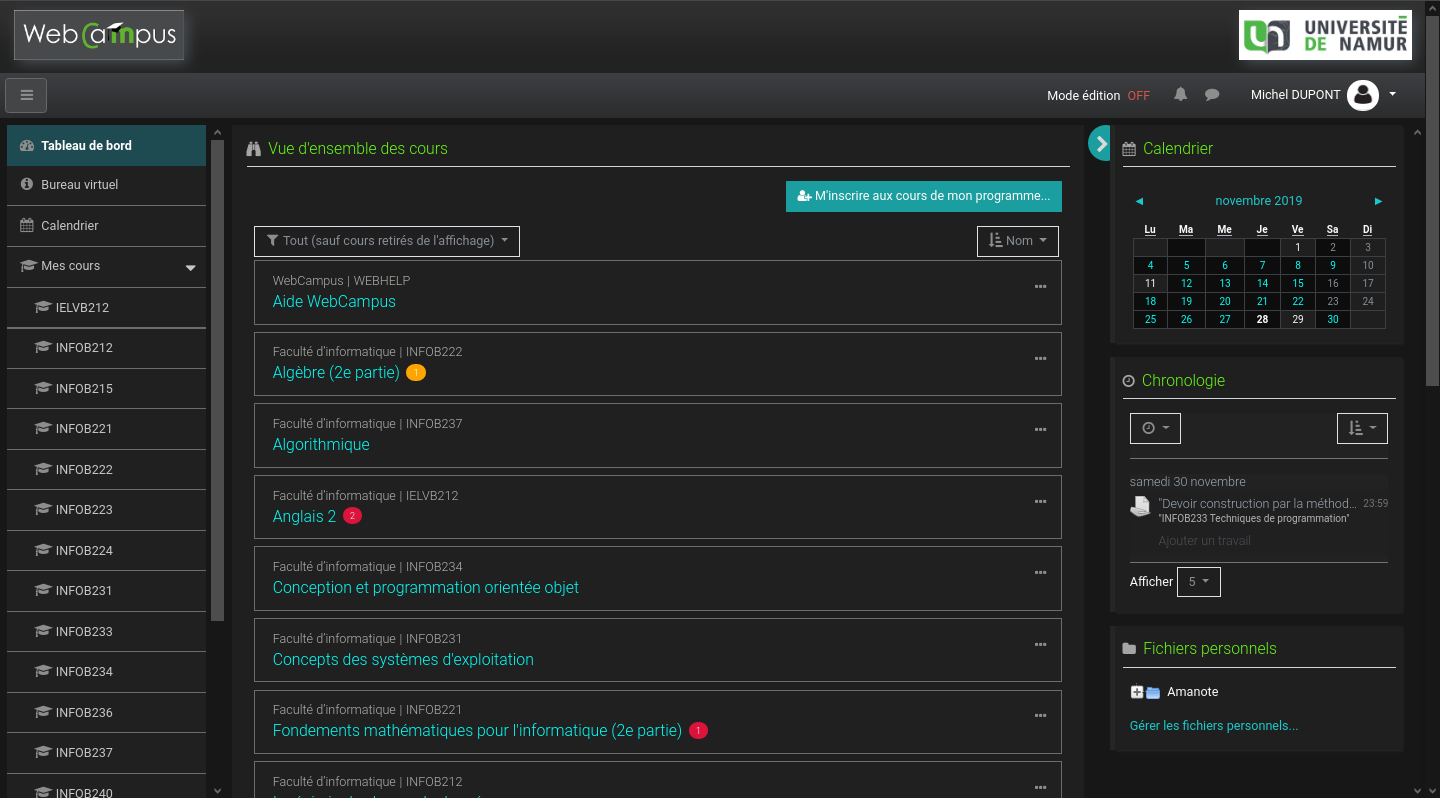 WebCampus
UNIVERSITÉ
DE NAMUR
Mode édition OFF
Michel DUPONT
Tableau de bord
Bureau virtuel
Calendrier
Mes cours
IELVB212
INFOB212
INFOB215
INFOB221
INFOB222
INFOB223
INFOB224
INFOB231
INFOB233
INFOB234
INFOB236
INFOB237
INFOB240
Vue d'ensemble des cours
M'inscrire aux cours de mon programme...
Tout (sauf cours retirés de l'affichage)
Nom
WebCampus | WEBHELP
Aide WebCampus
Faculté d'informatique | INFOB222
Algèbre (2e partie) 1
Faculté d'informatique | INFOB237
Algorithmique
Faculté d'informatique | IELVB212
Anglais 2 2
Faculté d'informatique | INFOB234
Conception et programmation orientée objet
Faculté d'informatique | INFOB231
Concepts des systèmes d'exploitation
Faculté d'informatique | INFOB221
Fondements mathématiques pour l'informatique (2e partie) 1
Faculté d'informatique | INFOB212
Calendrier
◄ novembre 2019 ►
Lu Ma Me Je Ve Sa Di
1 2 3
4 5 6 7 8 9 10
11 12 13 14 15 16 17
18 19 20 21 22 23 24
25 26 27 28 29 30
Chronologie
samedi 30 novembre
"Devoir construction par la méthod... 23:59
"INFOB233 Techniques de programmation"
Ajouter un travail
Afficher 5
Fichiers personnels
Amanote
Gérer les fichiers personnels...